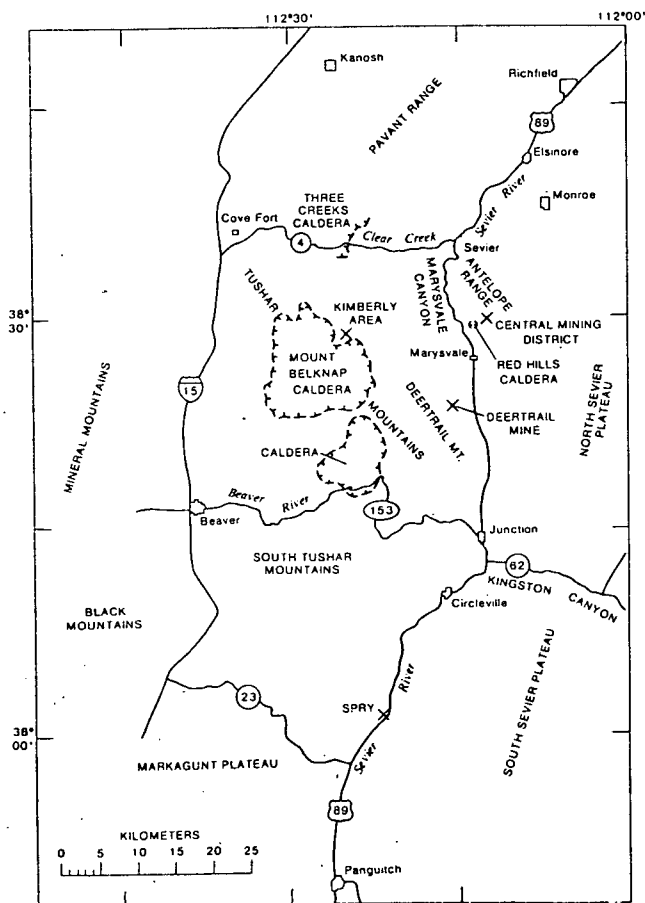 112°30'
112°00'
Kanosh
Richfield
PAVANT RANGE
89
Elsinore
Sevier River
Monroe
THREE
CREEKS
CALDERA
Cove Fort
4
Clear Creek
Sevier
TUSHAR
MOUNTAINS
MARYSVALE
CANYON
ANTELOPE
RANGE
38°
30'
KIMBERLY
AREA
CENTRAL MINING
DISTRICT
MOUNT
BELKNAP
CALDERA
Marysvale
RED HILLS
CALDERA
15
MINERAL MOUNTAINS
DEERTRAIL MT.
DEERTRAIL
MINE
NORTH SEVIER
PLATEAU
CALDERA
Beaver River
Beaver
153
Junction
SOUTH TUSHAR
MOUNTAINS
62
KINGSTON CANYON
Circleville
BLACK
MOUNTAINS
23
SPRY
Sevier River
SOUTH SEVIER PLATEAU
38°
00'
MARKAGUNT PLATEAU
89
KILOMETERS
0 5 10 15 20 25
Panguitch